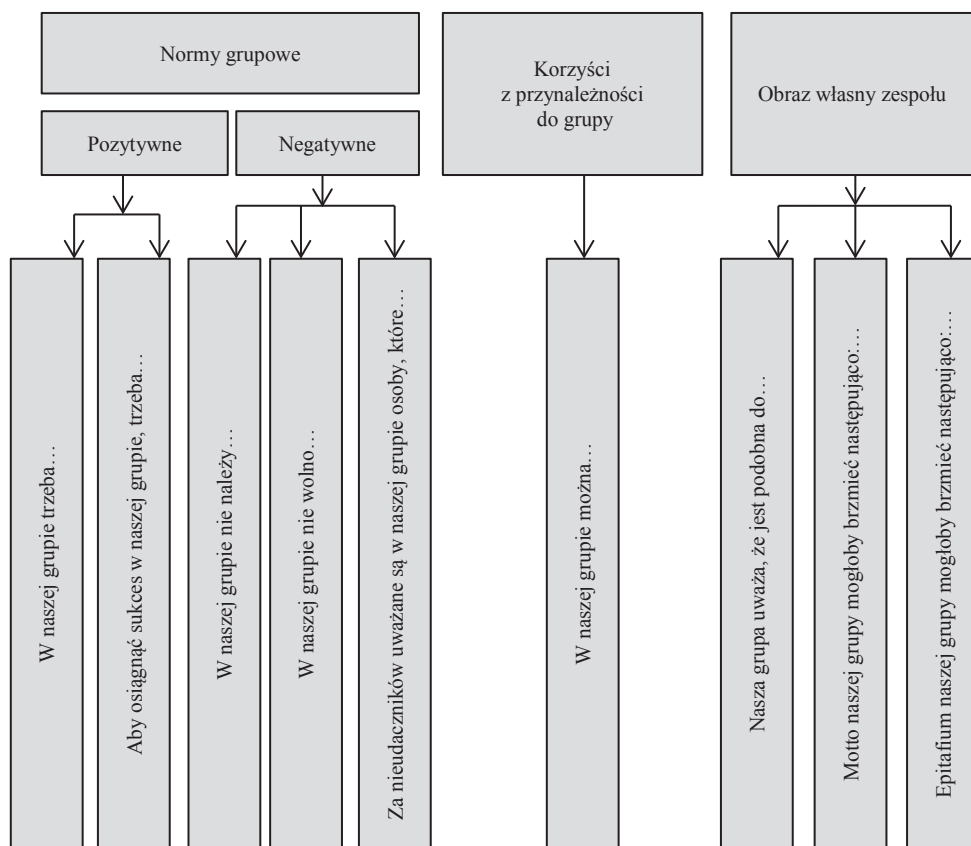 Normy grupowe
Pozytywne
Negatywne
Korzyści
z przynależności
do grupy
Obraz własny zespołu
W naszej grupie trzeba…
Aby osiągnąć sukces w naszej grupie, trzeba…
W naszej grupie nie należy…
W naszej grupie nie wolno…
Za nieudaczników uważane są w naszej grupie osoby, które…
W naszej grupie można…
Nasza grupa uważa, że jest podobna do…
Motto naszej grupy mogłoby brzmieć następująco:…
Epitafium naszej grupy mogłoby brzmieć następująco:…